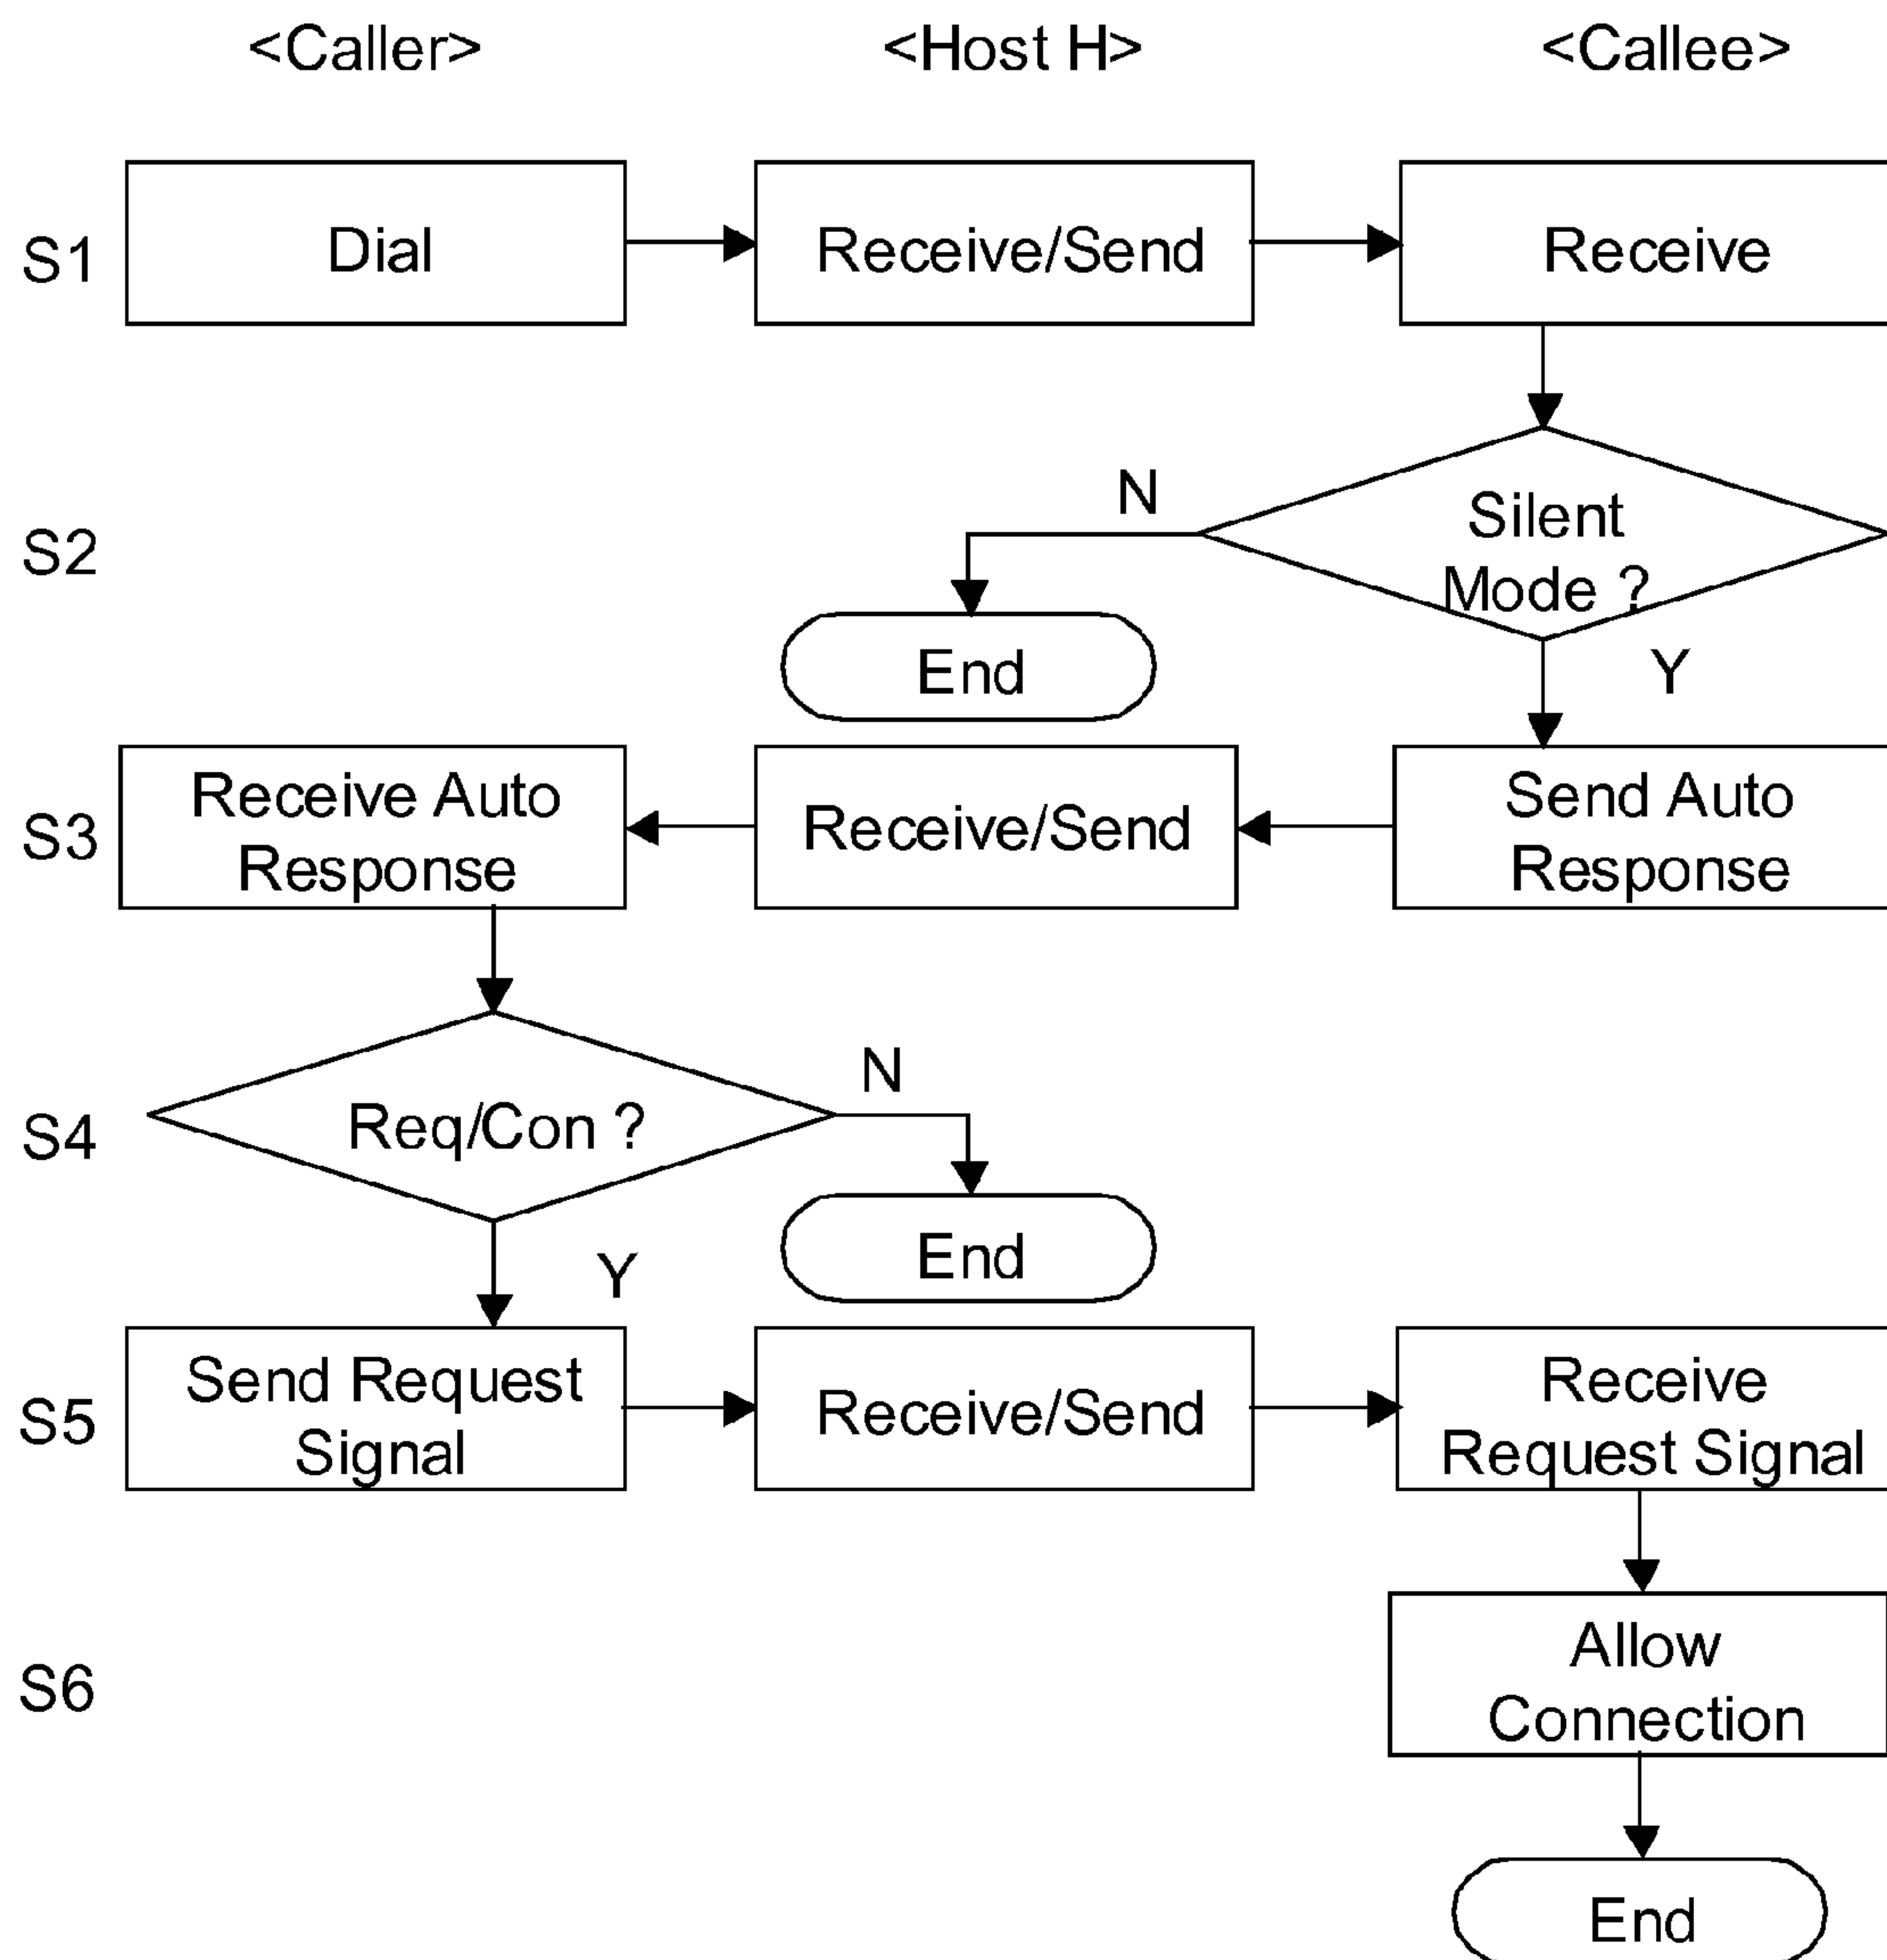 <Caller> <Host H> <Callee>
S1 Dial Receive/Send Receive
N
Silent
Mode ?
S2
End
Y
S3
Receive Auto
Response
Receive/Send
Send Auto
Response
S4
Req/Con ?
N
End
Y
S5
Send Request
Signal
Receive/Send
Receive
Request Signal
S6
Allow
Connection
End